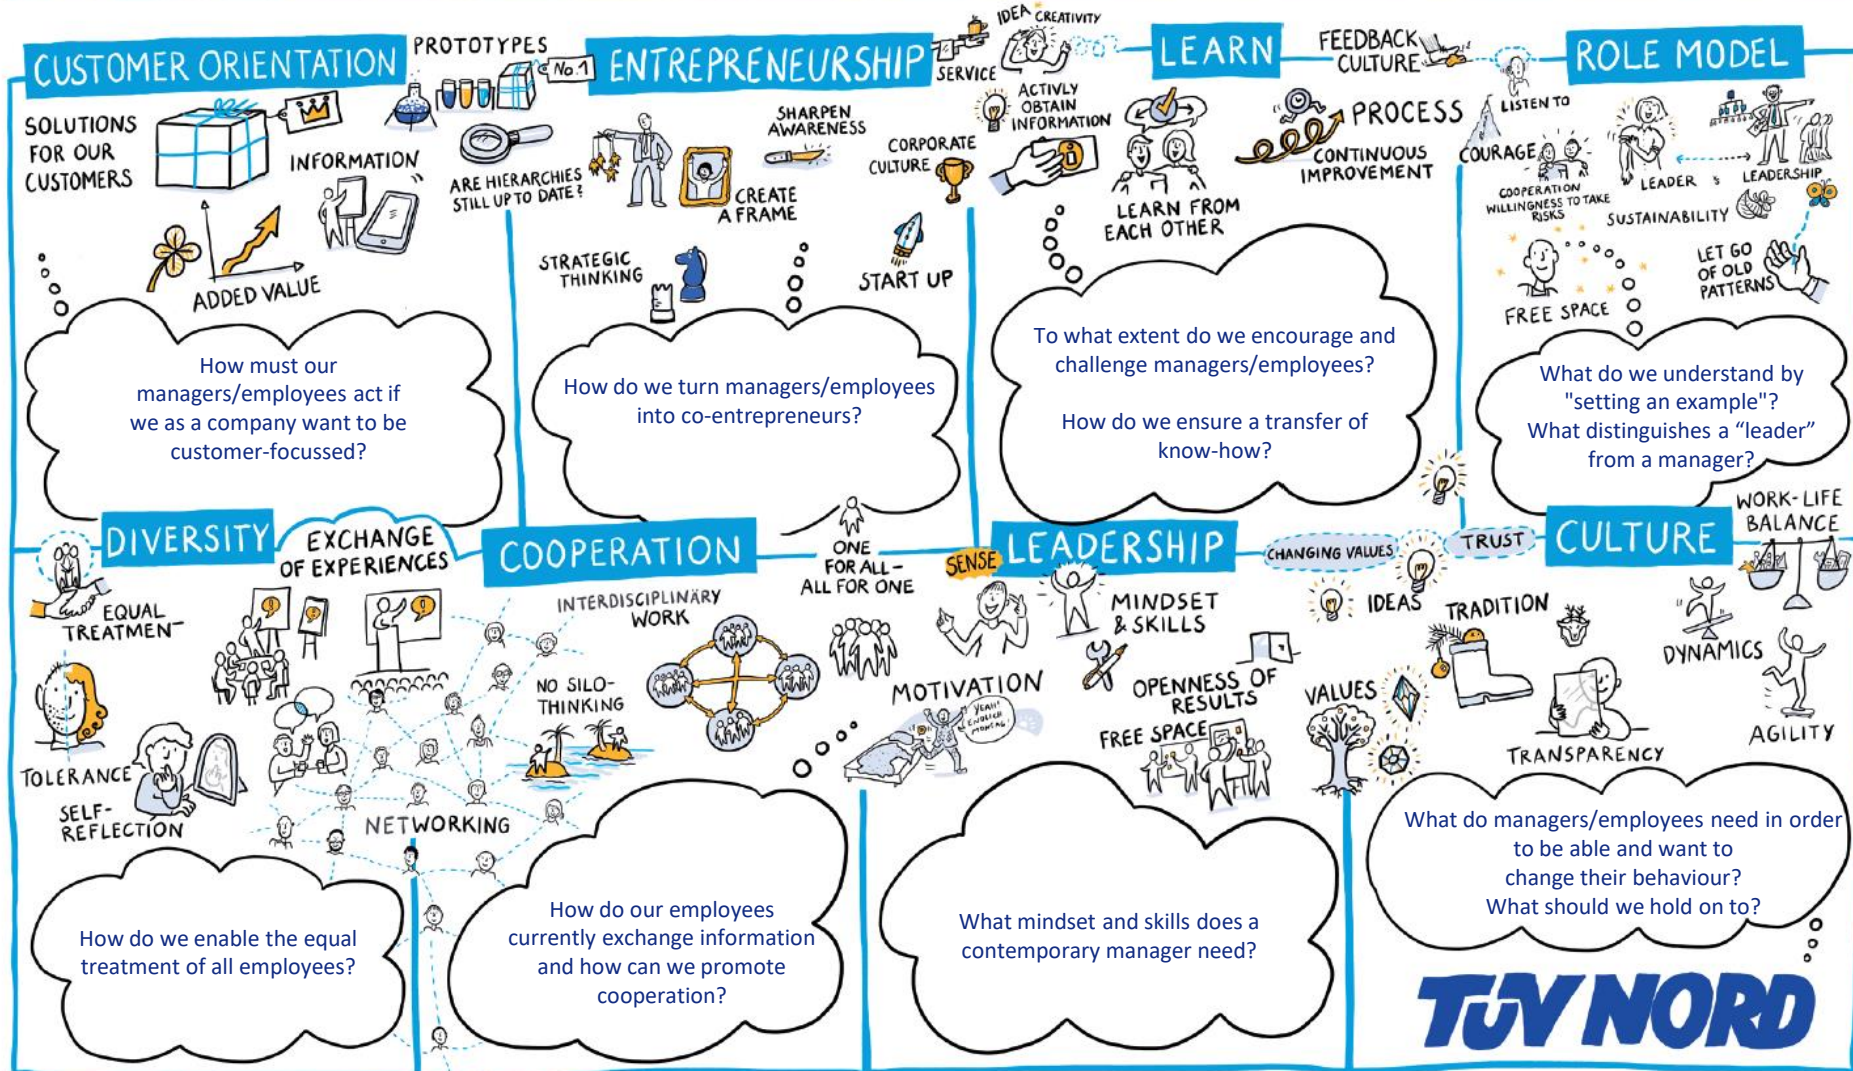 CUSTOMER ORIENTATION
PROTOTYPES
No.1
SOLUTIONS
FOR OUR
CUSTOMERS
INFORMATION
ADDED VALUE
How must our
managers/employees act if
we as a company want to be
customer-focussed?
ENTREPRENEURSHIP
SERVICE
IDEA
CREATIVITY
ARE HIERARCHIES
STILL UP TO DATE?
SHARPEN
AWARENESS
CREATE
A FRAME
CORPORATE
CULTURE
STRATEGIC
THINKING
START UP
How do we turn managers/employees
into co-entrepreneurs?
LEARN
FEEDBACK
CULTURE
ACTIVLY
OBTAIN
INFORMATION
LEARN FROM
EACH OTHER
PROCESS
CONTINUOUS
IMPROVEMENT
To what extent do we encourage and
challenge managers/employees?
How do we ensure a transfer of
know-how?
ROLE MODEL
LISTEN TO
COURAGE
COOPERATION
WILLINGNESS TO TAKE
RISKS
LEADER
LEADERSHIP
SUSTAINABILITY
FREE SPACE
LET GO
OF OLD
PATTERNS
What do we understand by
"setting an example"?
What distinguishes a “leader”
from a manager?
DIVERSITY
EXCHANGE
OF EXPERIENCES
EQUAL
TREATMEN
TOLERANCE
SELF-
REFLECTION
NETWORKING
How do we enable the equal
treatment of all employees?
COOPERATION
ONE
FOR ALL –
ALL FOR ONE
INTERDISCIPLINÄRY
WORK
NO SILO-
THINKING
How do our employees
currently exchange information
and how can we promote
cooperation?
SENSE
LEADERSHIP
CHANGING VALUES
TRUST
MINDSET
& SKILLS
IDEAS
MOTIVATION
YEAH!
ENDLICH
MONTAG!
OPENNESS OF
RESULTS
FREE SPACE
VALUES
What mindset and skills does a
contemporary manager need?
CULTURE
WORK-LIFE
BALANCE
TRADITION
DYNAMICS
TRANSPARENCY
AGILITY
What do managers/employees need in order
to be able and want to
change their behaviour?
What should we hold on to?
TÜV NORD